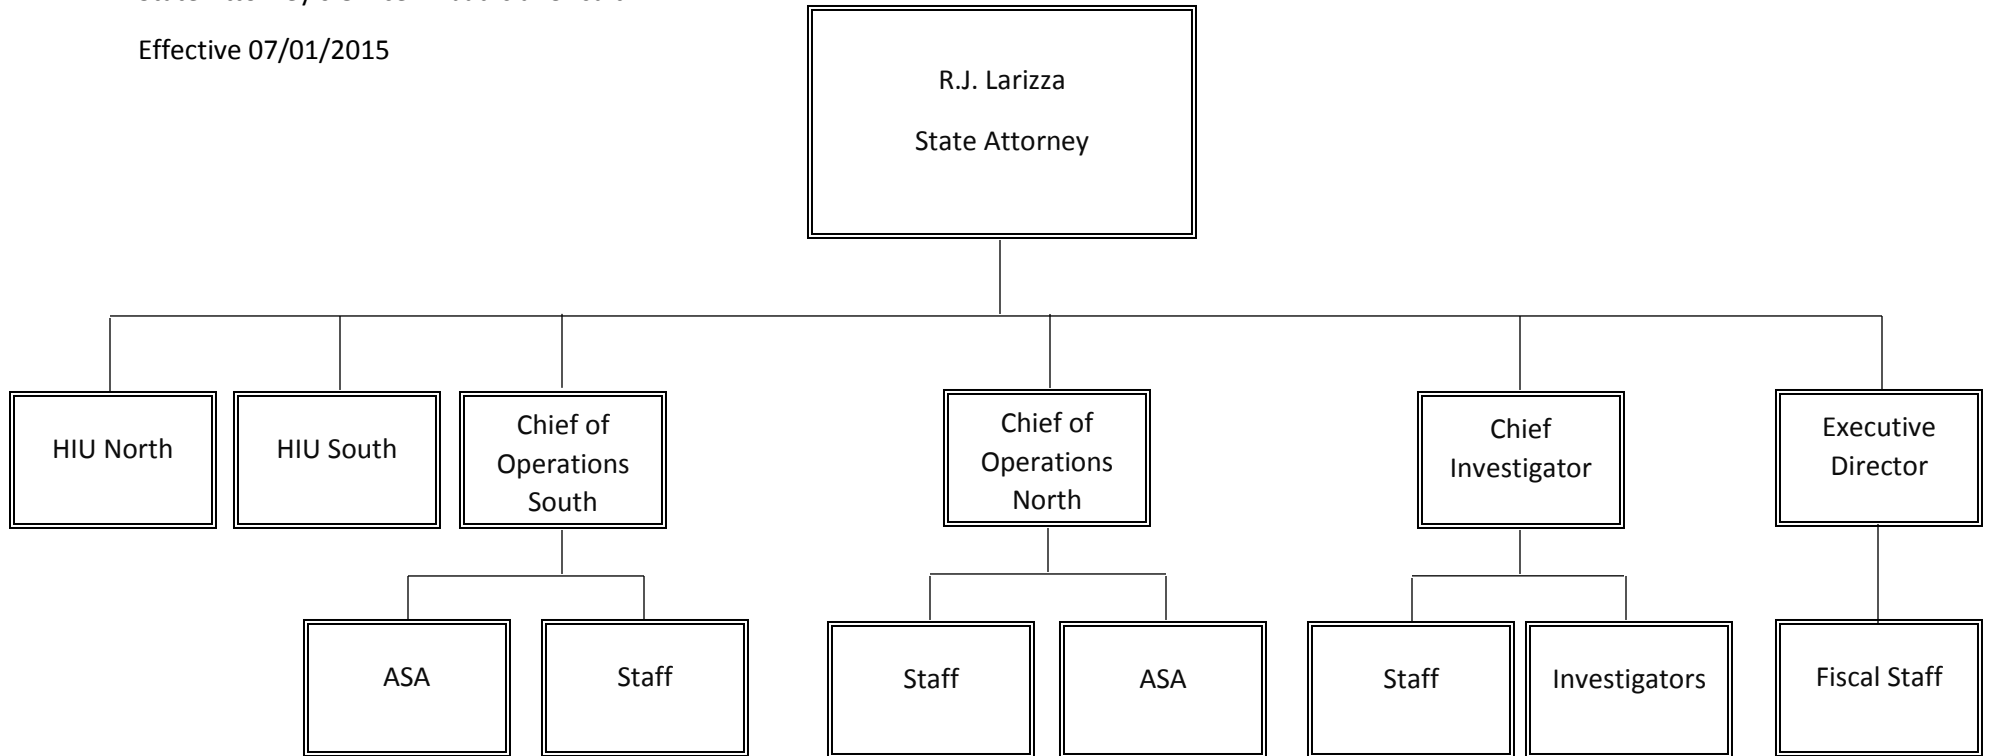 Effective 07/01/2015
R.J. Larizza
State Attorney
HIU North
HIU South
Chief of
Operations
South
Chief of
Operations
North
Chief
Investigator
Executive
Director
ASA
Staff
Staff
ASA
Staff
Investigators
Fiscal Staff